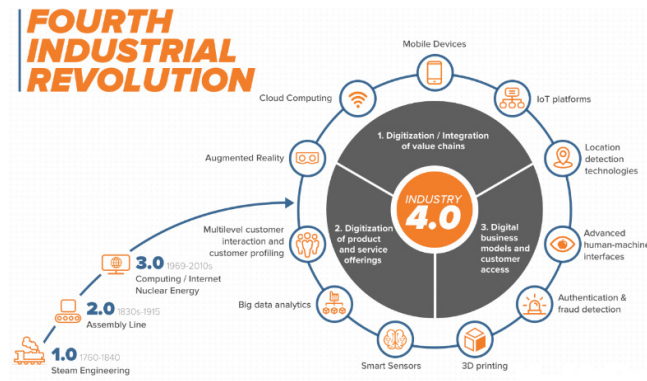 FOURTH
INDUSTRIAL
REVOLUTION
Mobile Devices
Cloud Computing
IoT platforms
Augmented Reality
Location
detection
technologies
Multilevel customer
interaction and
customer profiling
Advanced
human-machine
interfaces
Big data analytics
Authentication &
fraud detection
Smart Sensors
3D printing
1. Digitization / Integration
of value chains
INDUSTRY
4.0
2. Digitization
of product
and service
offerings
3. Digital
business
models and
customer
access
3.0 1969-2010s
Computing / Internet
Nuclear Energy
2.0 1830s-1915
Assembly Line
1.0 1760-1840
Steam Engineering